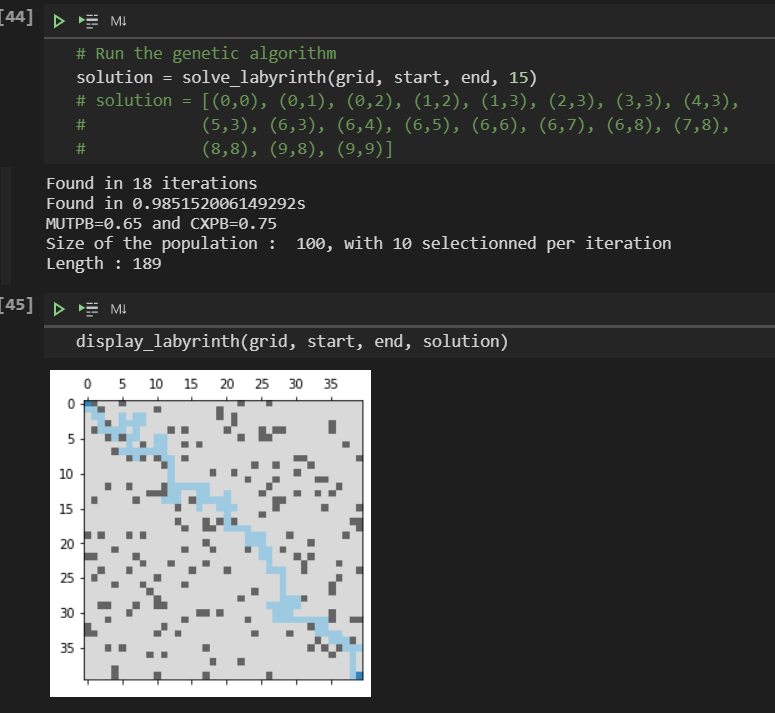 [44]
M↓
# Run the genetic algorithm
solution = solve_labyrinth(grid, start, end, 15)
# solution = [(0,0), (0,1), (0,2), (1,2), (1,3), (2,3), (3,3), (4,3),
#             (5,3), (6,3), (6,4), (6,5), (6,6), (6,7), (6,8), (7,8),
#             (8,8), (9,8), (9,9)]
Found in 18 iterations
Found in 0.985152006149292s
MUTPB=0.65 and CXPB=0.75
Size of the population :  100, with 10 selectionned per iteration
Length : 189
[45]
M↓
display_labyrinth(grid, start, end, solution)
0 5 10 15 20 25 30 35
0
5
10
15
20
25
30
35